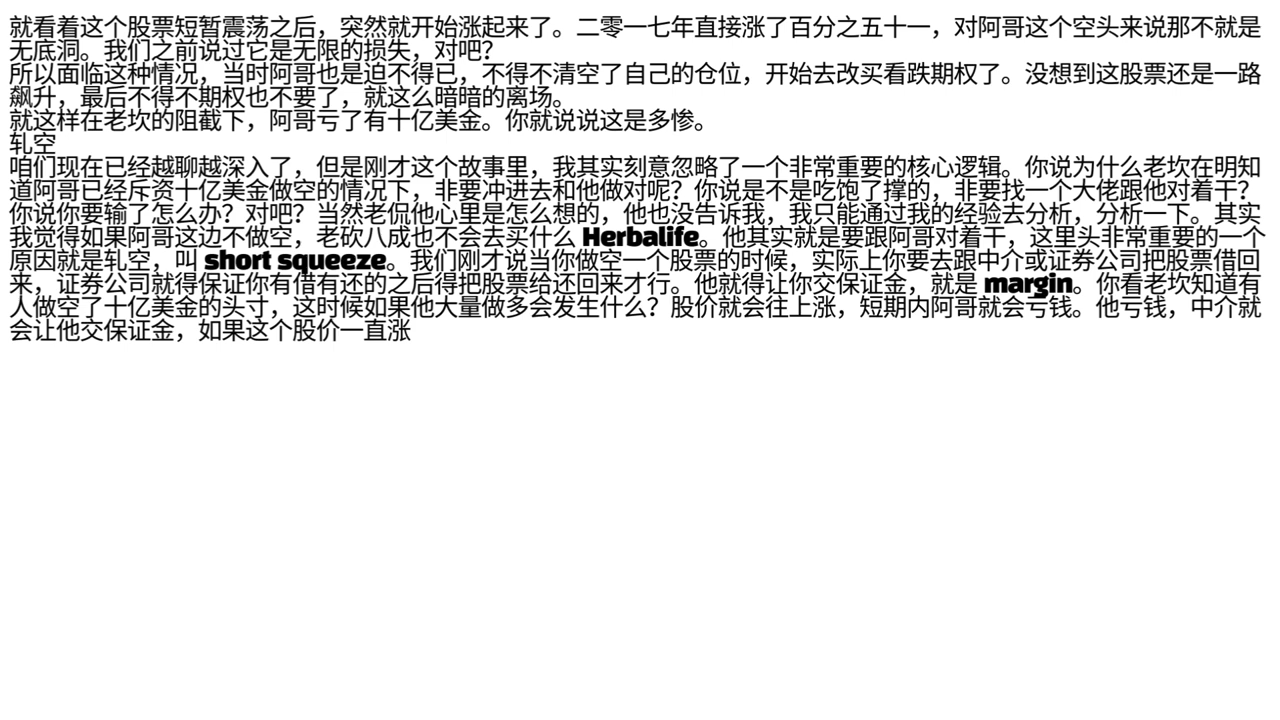 就看着这个股票短暂震荡之后，突然就开始涨起来了。二零一七年直接涨了百分之五十一，对阿哥这个空头来说那不就是
无底洞。我们之前说过它是无限的损失，对吧？
所以面临这种情况，当时阿哥也是迫不得已，不得不清空了自己的仓位，开始去改买看跌期权了。没想到这股票还是一路
飙升，最后不得不期权也不要了，就这么暗暗的离场。
就这样在老坎的阻截下，阿哥亏了有十亿美金。你就说说这是多惨。
轧空
咱们现在已经越聊越深入了，但是刚才这个故事里，我其实刻意忽略了一个非常重要的核心逻辑。你说为什么老坎在明知
道阿哥已经斥资十亿美金做空的情况下，非要冲进去和他做对呢？你说是不是吃饱了撑的，非要找一个大佬跟他对着干？
你说你要输了怎么办？对吧？当然老侃他心里是怎么想的，他也没告诉我，我只能通过我的经验去分析，分析一下。其实
我觉得如果阿哥这边不做空，老砍八成也不会去买什么 Herbalife。他其实就是要跟阿哥对着干，这里头非常重要的一个
原因就是轧空，叫 short squeeze。我们刚才说当你做空一个股票的时候，实际上你要去跟中介或证券公司把股票借回
来，证券公司就得保证你有借有还的之后得把股票给还回来才行。他就得让你交保证金，就是 margin。你看老坎知道有
人做空了十亿美金的头寸，这时候如果他大量做多会发生什么？股价就会往上涨，短期内阿哥就会亏钱。他亏钱，中介就
会让他交保证金，如果这个股价一直涨